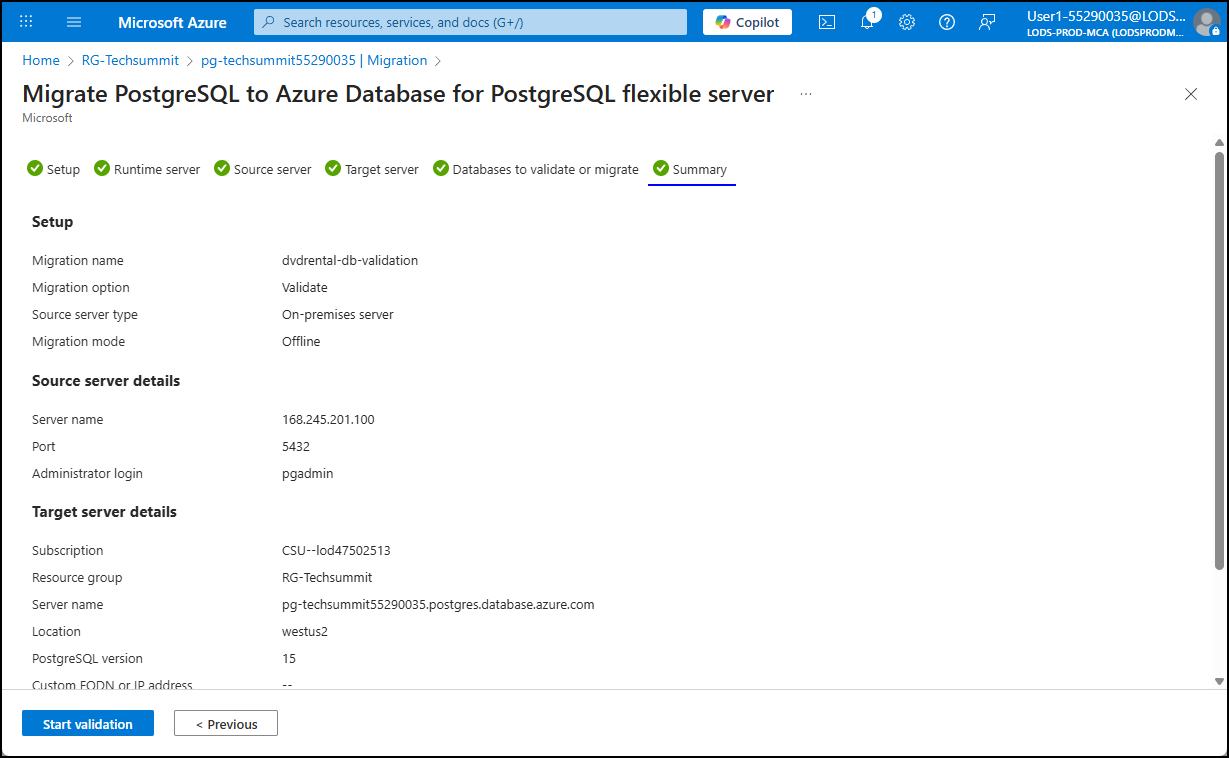 Microsoft Azure
Search resources, services, and docs (G+/)
Copilot
1
User1-55290035@LODS...
LODS-PROD-MCA (LODSPRODM...
Home > RG-Techsummit > pg-techsummit55290035 | Migration >
Migrate PostgreSQL to Azure Database for PostgreSQL flexible server ...
Microsoft
Setup Runtime server Source server Target server Databases to validate or migrate Summary
Setup
Migration name dvdrental-db-validation
Migration option Validate
Source server type On-premises server
Migration mode Offline
Source server details
Server name 168.245.201.100
Port 5432
Administrator login pgadmin
Target server details
Subscription CSU--lod47502513
Resource group RG-Techsummit
Server name pg-techsummit55290035.postgres.database.azure.com
Location westus2
PostgreSQL version 15
Custom FQDN or IP address --
Start validation < Previous